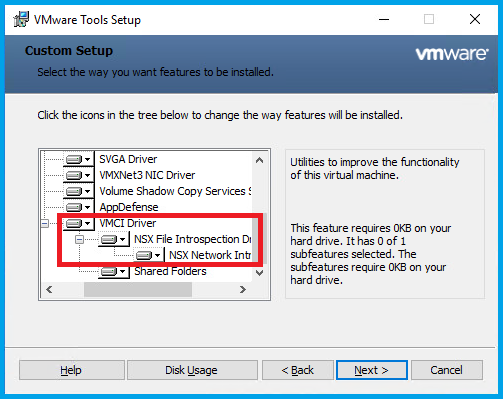 VMware Tools Setup
Custom Setup
Select the way you want features to be installed.
vmware
Click the icons in the tree below to change the way features will be installed.
SVGA Driver
VMXNet3 NIC Driver
Volume Shadow Copy Services S
AppDefense
VMCI Driver
NSX File Introspection Dr
NSX Network Intr
Shared Folders
Utilities to improve the functionality
of this virtual machine.
This feature requires 0KB on your
hard drive. It has 0 of 1
subfeatures selected. The
subfeatures require 0KB on your
hard drive.
Help
Disk Usage
< Back
Next >
Cancel